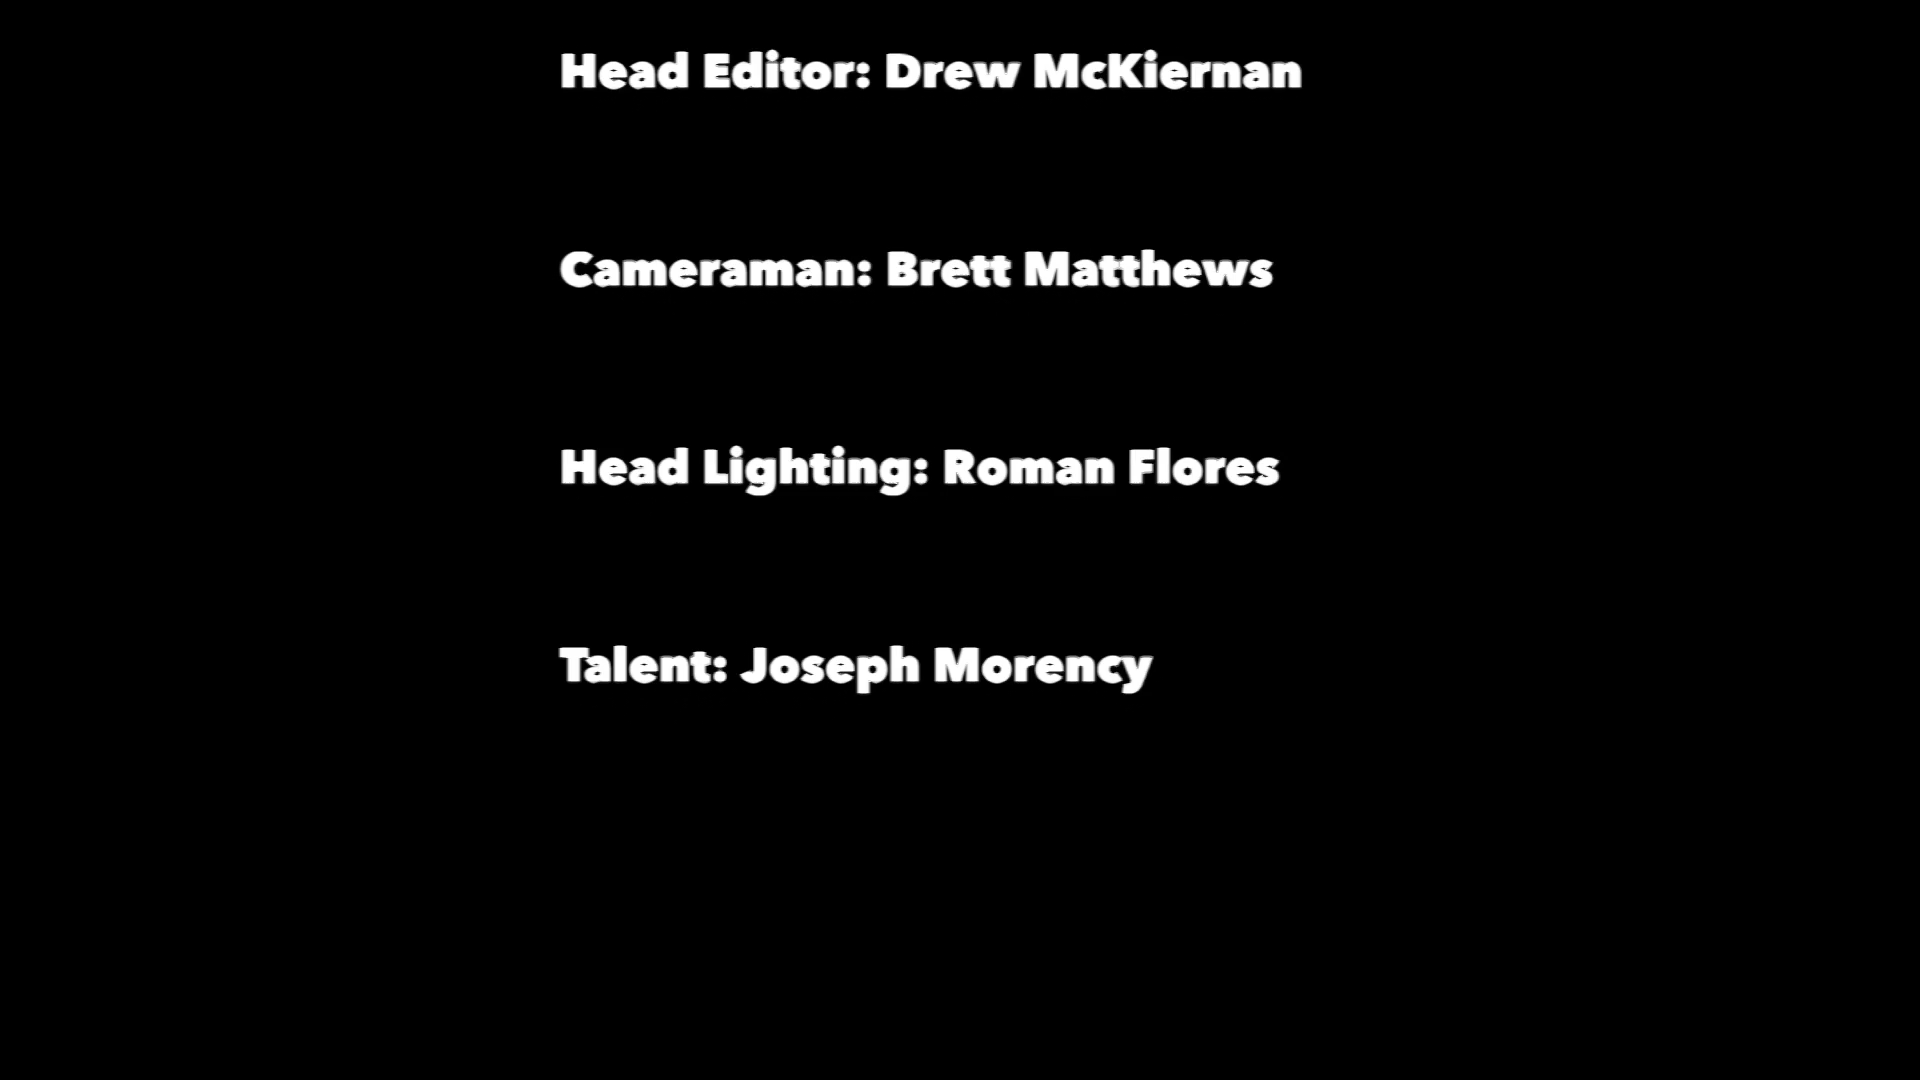 Head Editor: Drew McKiernan
Cameraman: Brett Matthews
Head Lighting: Roman Flores
Talent: Joseph Morency